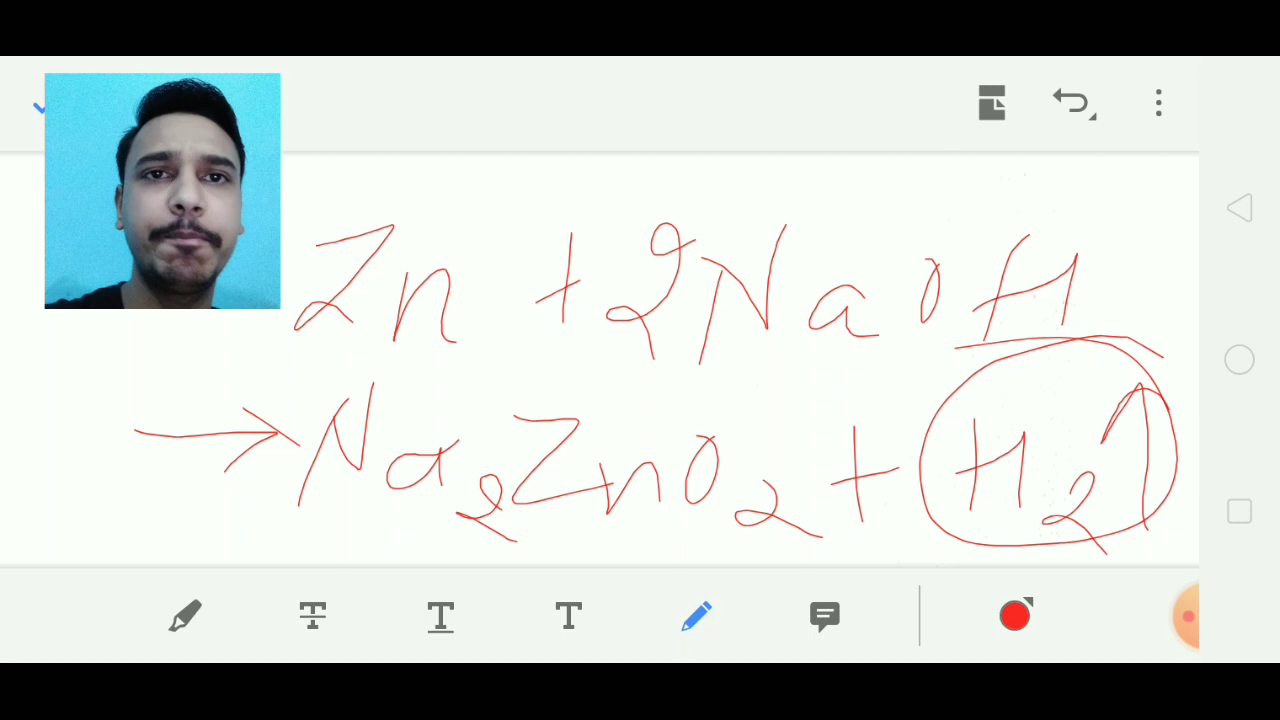 Zn + 2NaOH
→ Na₂ZnO₂ + H₂↑